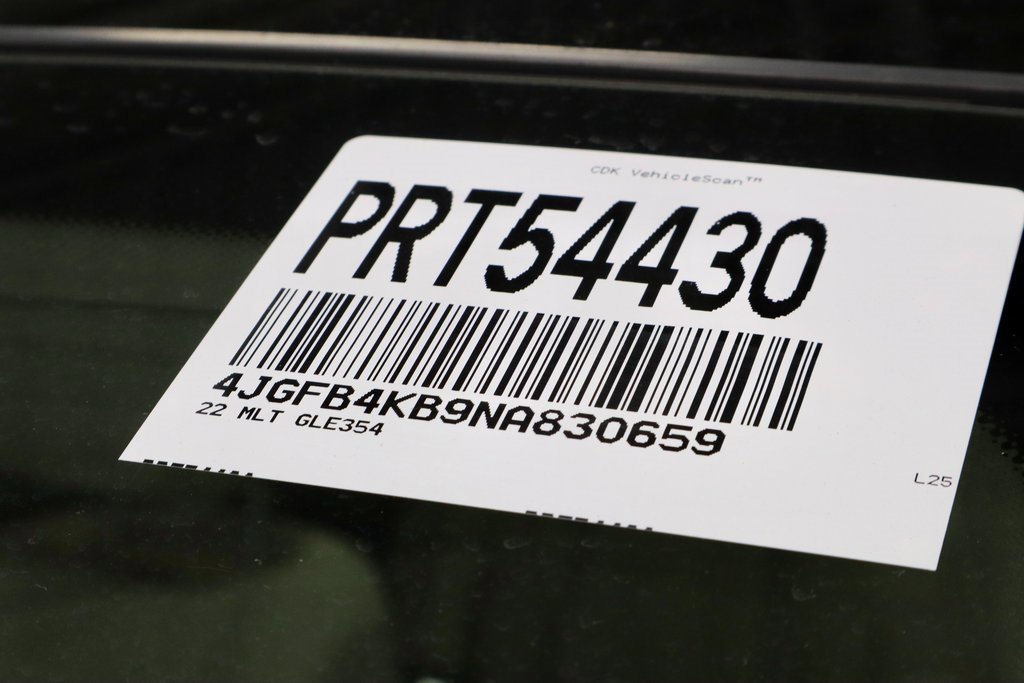 CDK VehicleScan™
PRT54430
4JGFB4KB9NA830659
22 MLT GLE354
L25